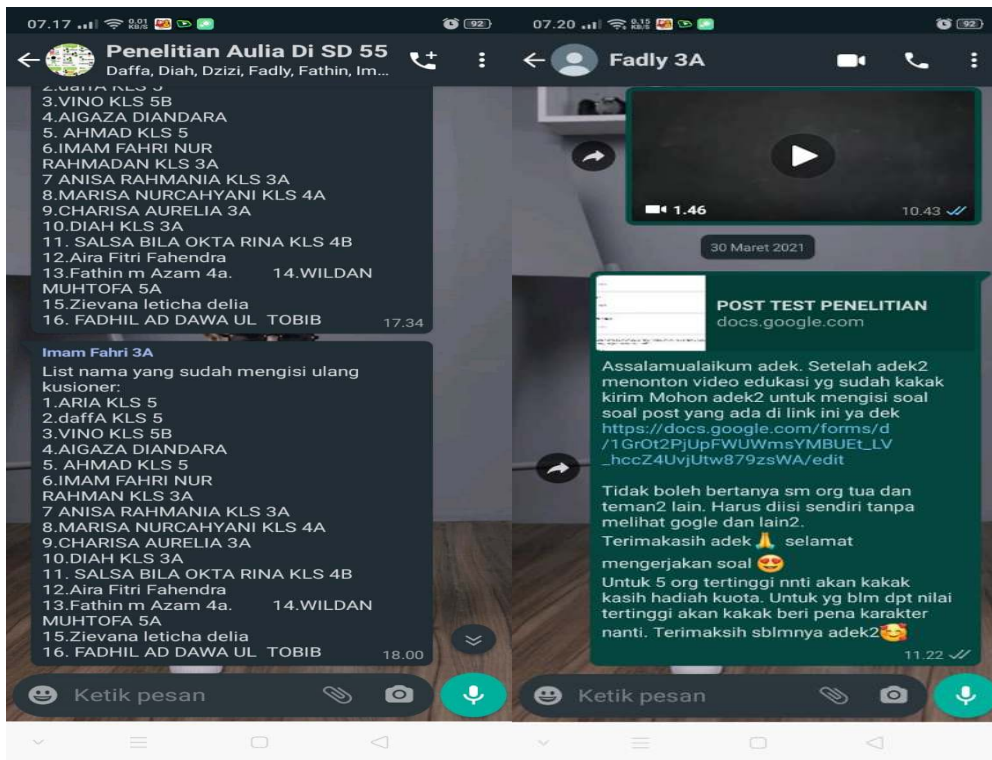 07.17 0.01 KB/S 92
Penelitian Aulia Di SD 55
Daffa, Diah, Dzizi, Fadly, Fathin, Im...
2.daffA KLS 5
3.VINO KLS 5B
4.AIGAZA DIANDARA
5. AHMAD KLS 5
6.IMAM FAHRI NUR
RAHMADAN KLS 3A
7 ANISA RAHMANIA KLS 3A
8.MARISA NURCAHYANI KLS 4A
9.CHARISA AURELIA 3A
10.DIAH KLS 3A
11. SALSA BILA OKTA RINA KLS 4B
12.Aira Fitri Fahendra
13.Fathin m Azam 4a. 14.WILDAN
MUHTOFA 5A
15.Zievana leticha delia
16. FADHIL AD DAWA UL TOBIB 17.34
Imam Fahri 3A
List nama yang sudah mengisi ulang
kusioner:
1.ARIA KLS 5
2.daffA KLS 5
3.VINO KLS 5B
4.AIGAZA DIANDARA
5. AHMAD KLS 5
6.IMAM FAHRI NUR
RAHMAN KLS 3A
7 ANISA RAHMANIA KLS 3A
8.MARISA NURCAHYANI KLS 4A
9.CHARISA AURELIA 3A
10.DIAH KLS 3A
11. SALSA BILA OKTA RINA KLS 4B
12.Aira Fitri Fahendra
13.Fathin m Azam 4a. 14.WILDAN
MUHTOFA 5A
15.Zievana leticha delia
16. FADHIL AD DAWA UL TOBIB 18.00
Ketik pesan
07.20 0.15 KB/S 92
Fadly 3A
1.46 10.43
30 Maret 2021
POST TEST PENELITIAN
docs.google.com
Assalamualaikum adek. Setelah adek2
menonton video edukasi yg sudah kakak
kirim Mohon adek2 untuk mengisi soal
soal post yang ada di link ini ya dek
https://docs.google.com/forms/d
/1GrOt2PjUpFWUWmsYMBUEt_LV
_hccZ4UvjUtw879zsWA/edit
Tidak boleh bertanya sm org tua dan
teman2 lain. Harus diisi sendiri tanpa
melihat gogle dan lain2.
Terimakasih adek🙏 selamat
mengerjakan soal 😍
Untuk 5 org tertinggi nnti akan kakak
kasih hadiah kuota. Untuk yg blm dpt nilai
tertinggi akan kakak beri pena karakter
nanti. Terimaksih sblmnya adek2🥰
11.22
Ketik pesan